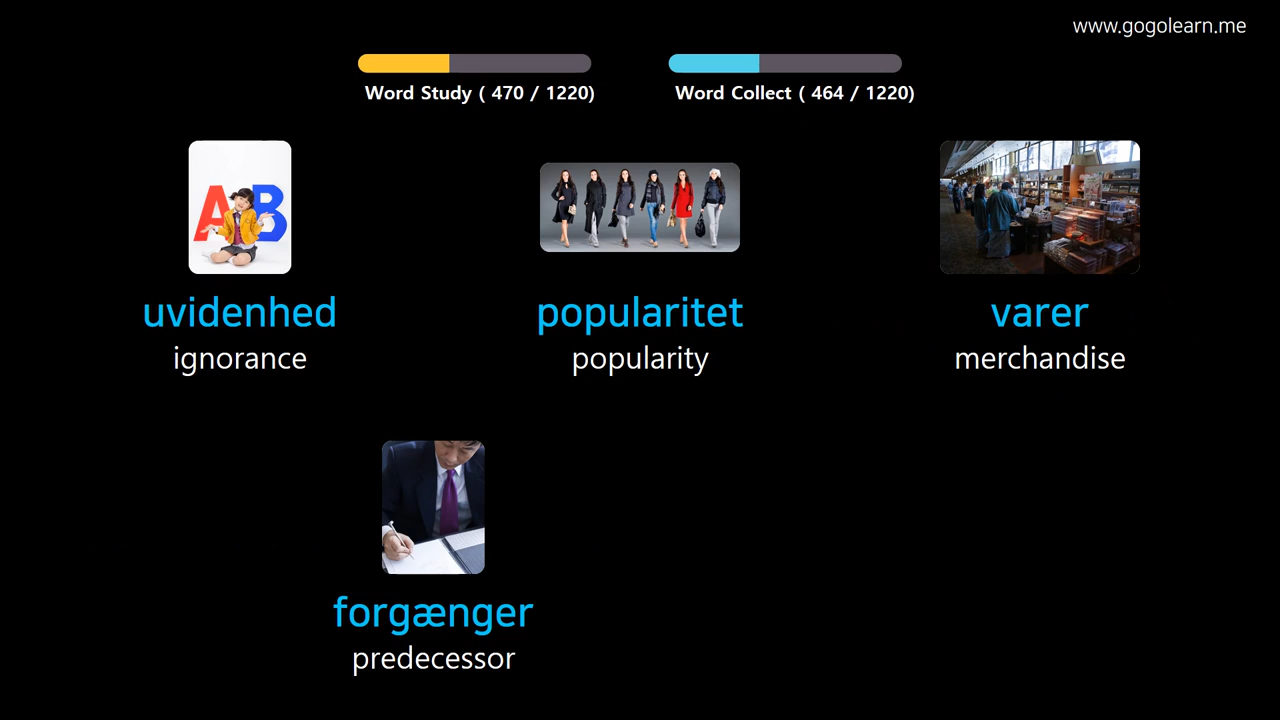 www.gogolearn.me
Word Study ( 470 / 1220)
Word Collect ( 464 / 1220)
A B
uvidenhed
popularitet
varer
ignorance
popularity
merchandise
forgænger
predecessor